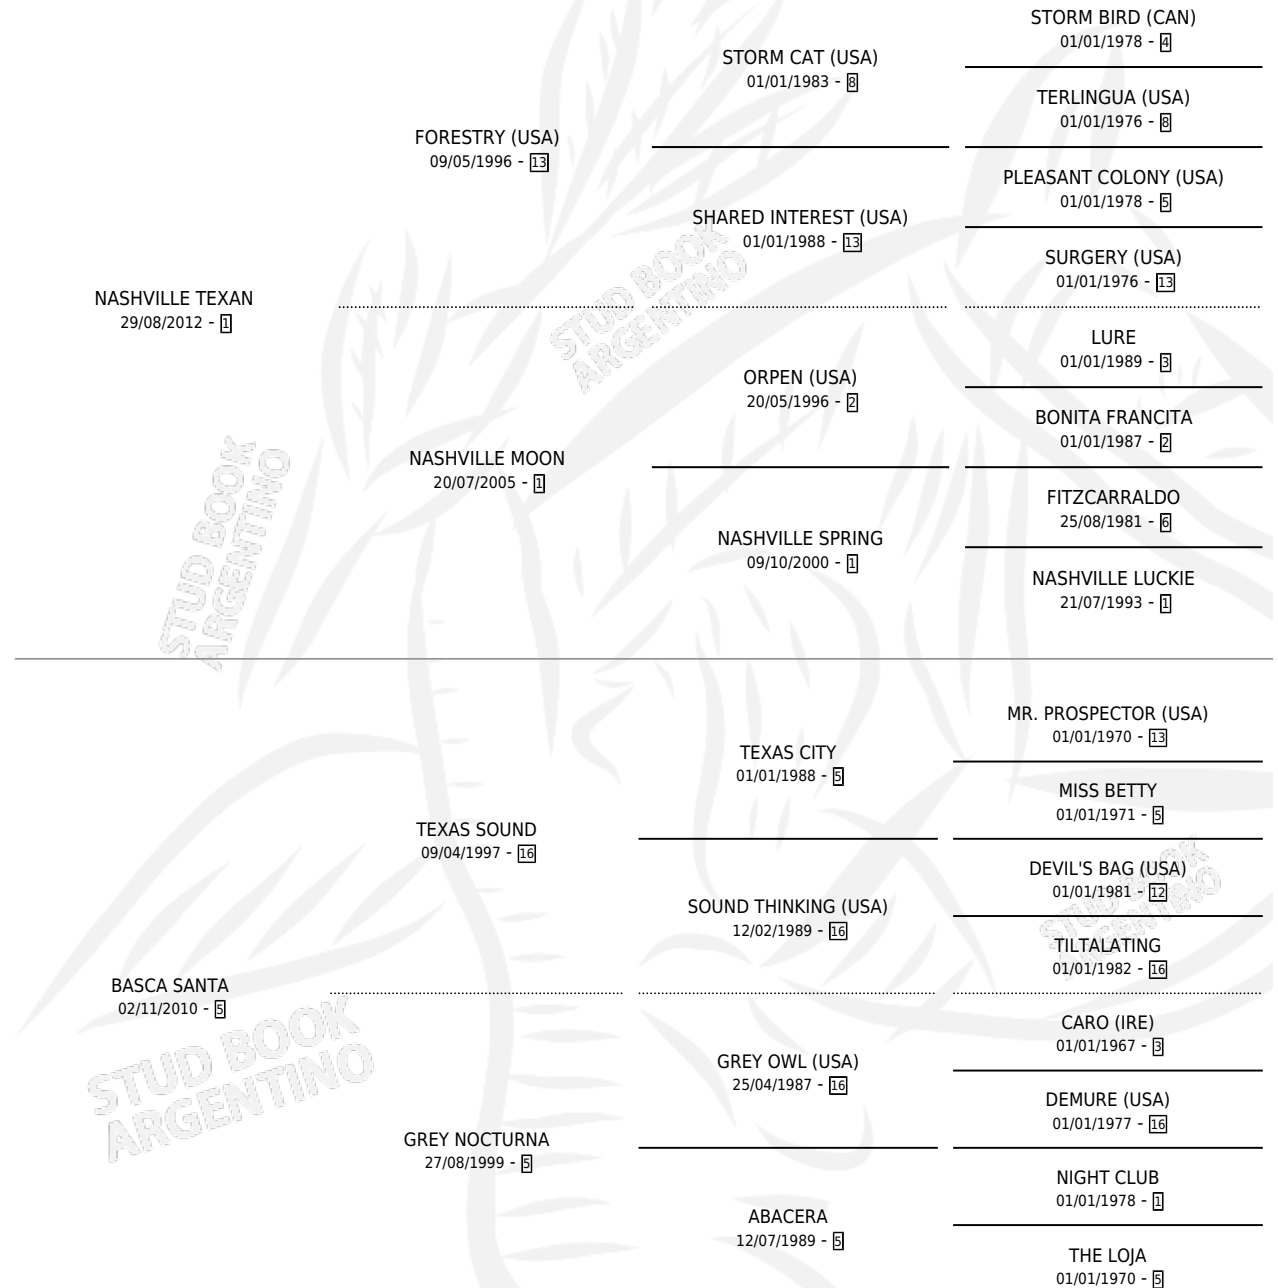 STORM BIRD (CAN)
01/01/1978 - 4
STORM CAT (USA)
01/01/1983 - 8
TERLINGUA (USA)
01/01/1976 - 8
FORESTRY (USA)
09/05/1996 - 13
PLEASANT COLONY (USA)
01/01/1978 - 5
SHARED INTEREST (USA)
01/01/1988 - 13
SURGERY (USA)
01/01/1976 - 13
NASHVILLE TEXAN
29/08/2012 - 1
STUD BOOK
ARGENTINO
LURE
01/01/1989 - 3
ORPEN (USA)
20/05/1996 - 2
BONITA FRANCITA
01/01/1987 - 2
NASHVILLE MOON
20/07/2005 - 1
FITZCARRALDO
25/08/1981 - 6
NASHVILLE SPRING
09/10/2000 - 1
NASHVILLE LUCKIE
21/07/1993 - 1
STUD BOOK
ARGENTINO
MR. PROSPECTOR (USA)
01/01/1970 - 13
TEXAS CITY
01/01/1988 - 5
MISS BETTY
01/01/1971 - 5
TEXAS SOUND
09/04/1997 - 16
DEVIL'S BAG (USA)
01/01/1981 - 12
SOUND THINKING (USA)
12/02/1989 - 16
STUD BOOK
ARGENTINO
TILTALATING
01/01/1982 - 16
BASCA SANTA
02/11/2010 - 5
STUD BOOK
ARGENTINO
CARO (IRE)
01/01/1967 - 3
GREY OWL (USA)
25/04/1987 - 16
DEMURE (USA)
01/01/1977 - 16
GREY NOCTURNA
27/08/1999 - 5
NIGHT CLUB
01/01/1978 - 1
ABACERA
12/07/1989 - 5
THE LOJA
01/01/1970 - 5